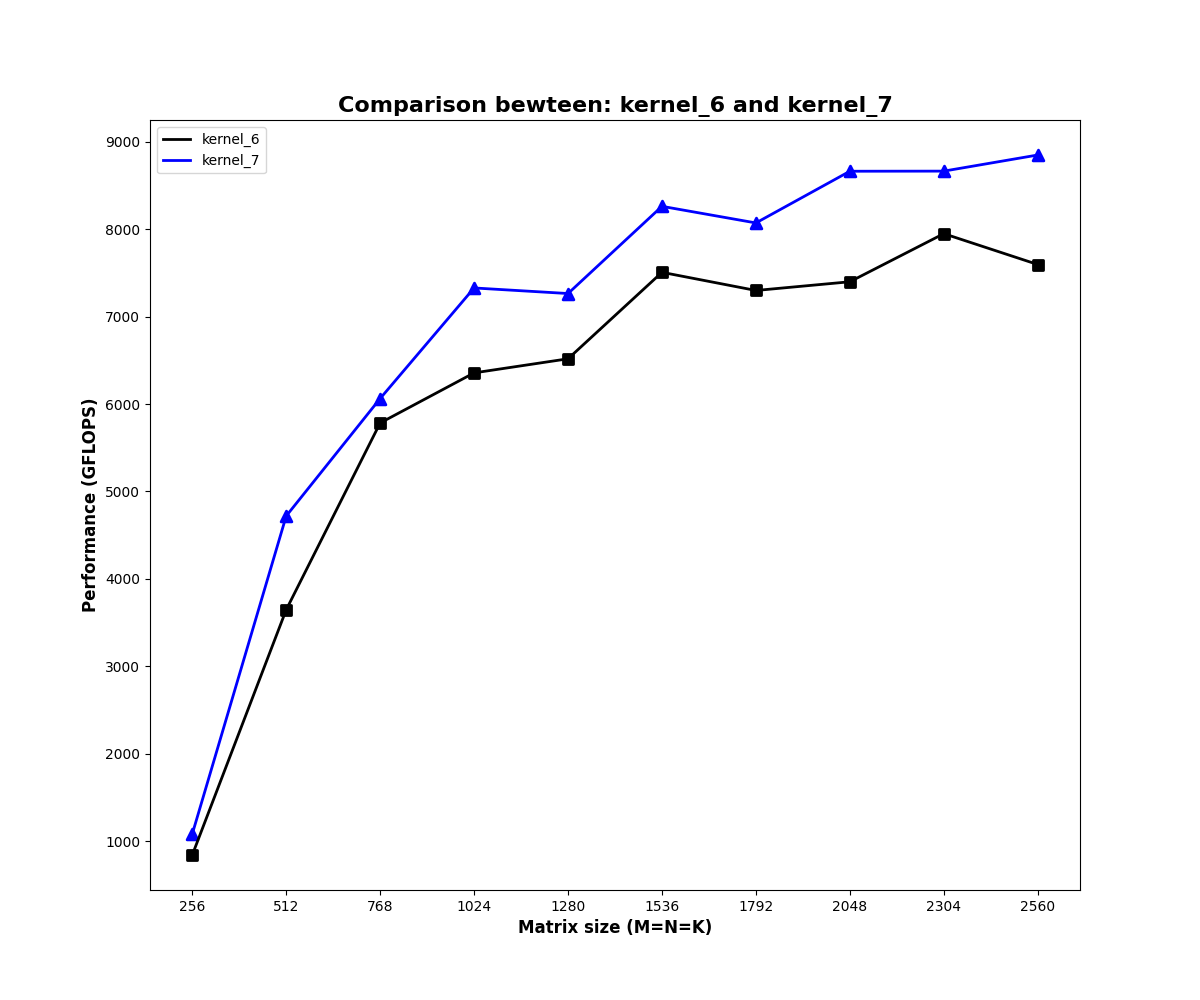 Comparison bewteen: kernel_6 and kernel_7
kernel_6
kernel_7
9000
8000
7000
6000
5000
4000
3000
2000
1000
Performance (GFLOPS)
256 512 768 1024 1280 1536 1792 2048 2304 2560
Matrix size (M=N=K)